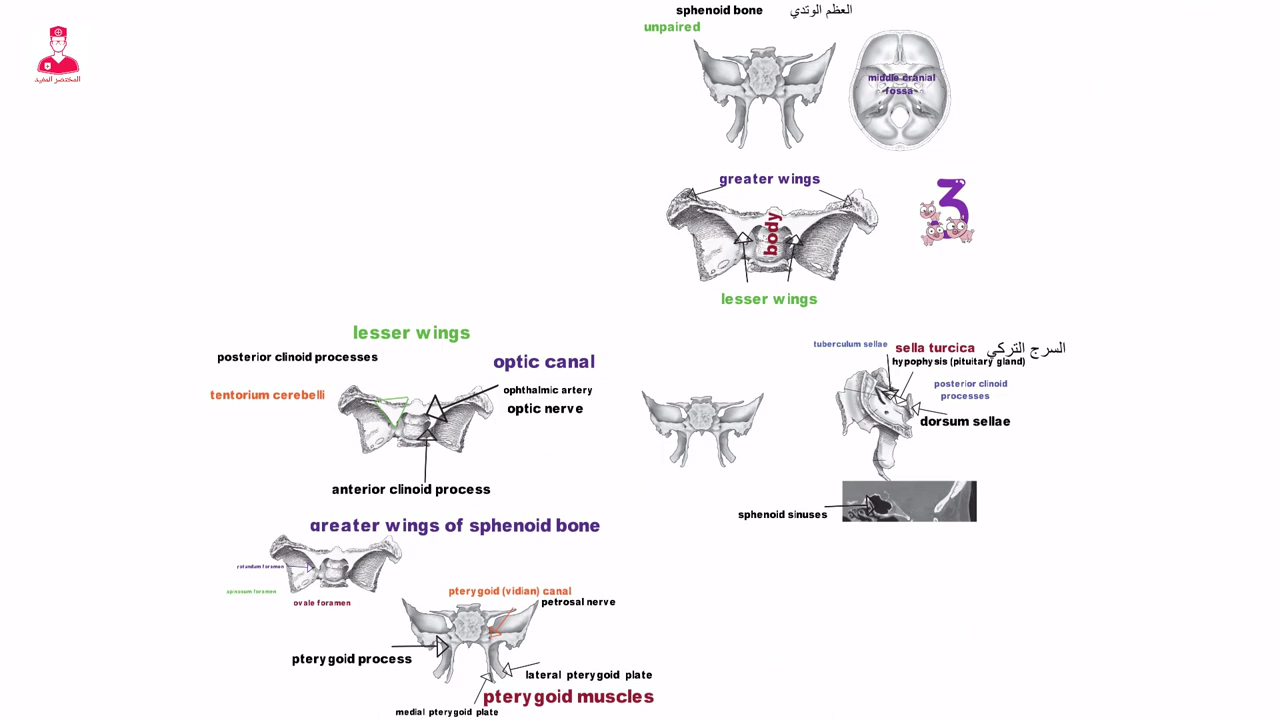 المختصر المفيد
sphenoid bone العظم الوتدي
unpaired
middle cranial
fossa
greater wings
3
body
lesser wings
lesser wings
posterior clinoid processes
optic canal
tentorium cerebelli
ophthalmic artery
optic nerve
anterior clinoid process
tuberculum sellae
sella turcica السرج التركي
hypophysis (pituitary gland)
posterior clinoid
processes
dorsum sellae
sphenoid sinuses
greater wings of sphenoid bone
rotundum foramen
spinosum foramen
ovale foramen
pterygoid (vidian) canal
petrosal nerve
pterygoid process
lateral pterygoid plate
pterygoid muscles
medial pterygoid plate